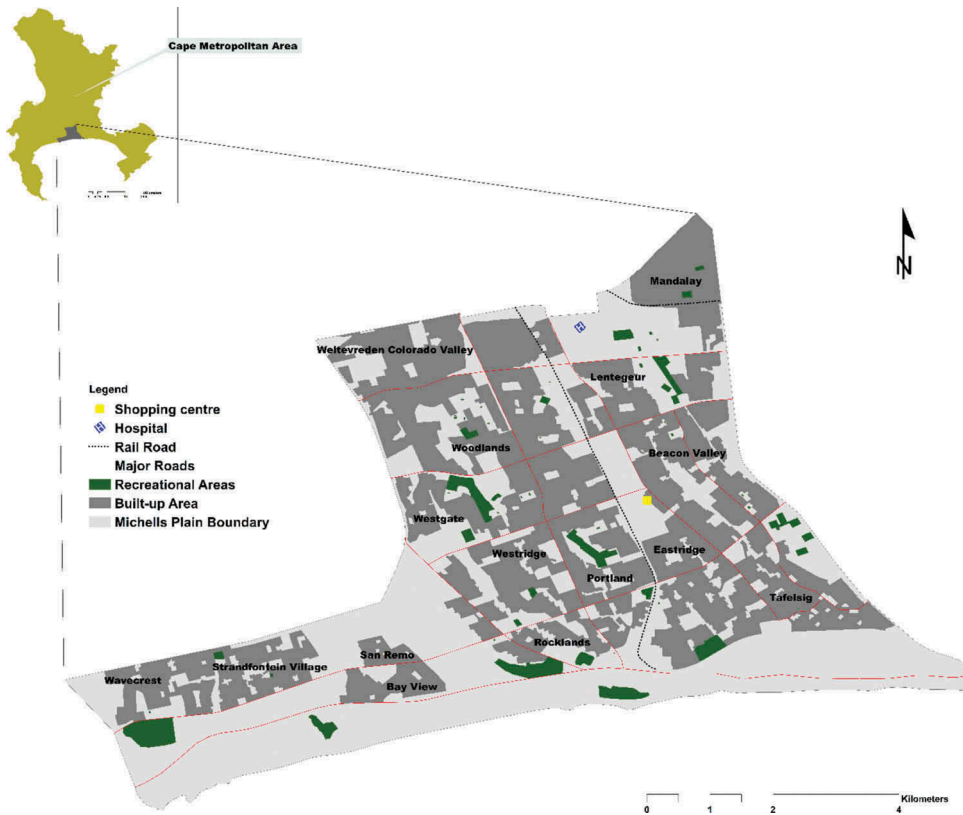 Cape Metropolitan Area
N
Mandalay
H
Weltevreden Colorado Valley
Lentegeur
Legend
Shopping centre
Hospital
Rail Road
Major Roads
Recreational Areas
Built-up Area
Michells Plain Boundary
Woodlands
Beacon Valley
Westgate
Westridge
Eastridge
Portland
Tafelsig
Rocklands
San Remo
Strandfontein Village
Wavecrest
Bay View
Kilometers
0 1 2 4